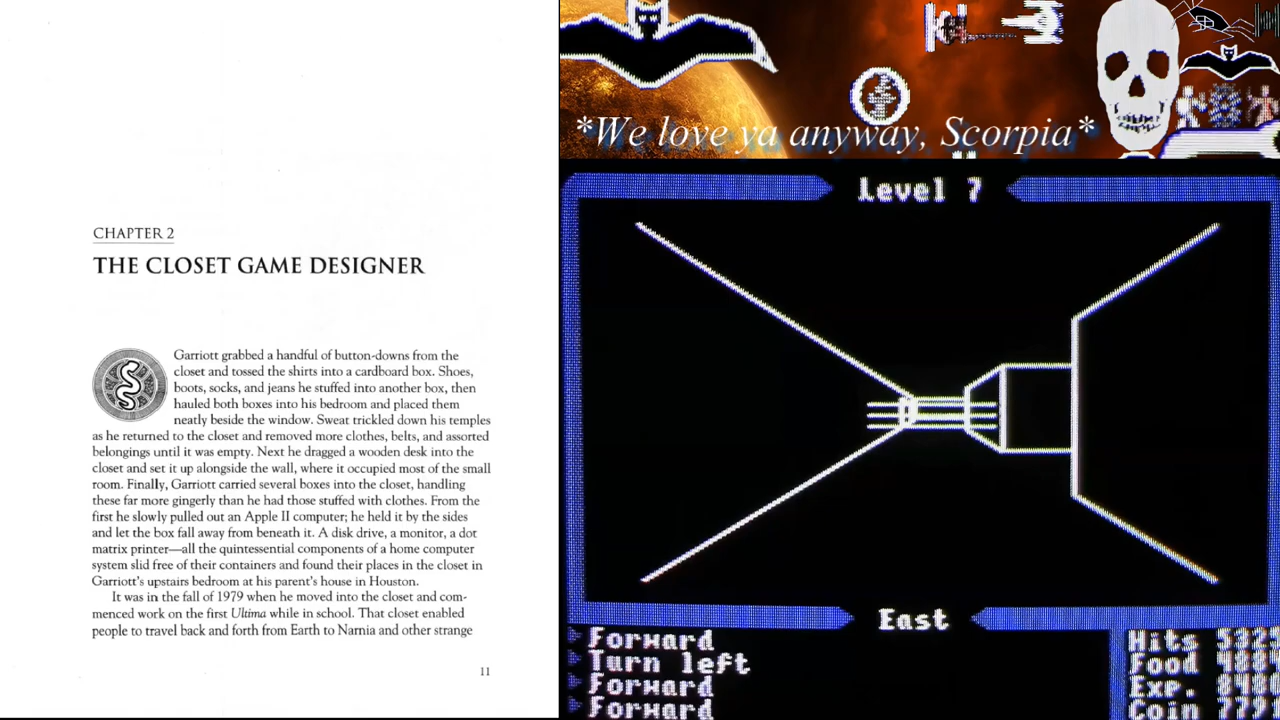 CHAPTER 2
THE CLOSET GAME DESIGNER
Garriott grabbed a handful of button-downs from the
closet and tossed the shirts into a cardboard box. Shoes,
boots, socks, and jeans he stuffed into another box, then
hauled both boxes into his bedroom and placed them
neatly beside the window. Sweat trickled down his temples
as he returned to the closet and removed more clothes, belts, and assorted
belongings until it was empty. Next he dragged a wooden desk into the
closet and set it up alongside the wall, where it occupied most of the small
room. Finally, Garriott carried several boxes into the closet, handling
these far more gingerly than he had those stuffed with clothes. From the
first he slowly pulled out an Apple II computer; he held it by the sides
and let the box fall away from beneath it. A disk drive, a monitor, a dot
matrix printer—all the quintessential components of a home computer
system slid free of their containers and found their places in the closet in
Garriott's upstairs bedroom at his parent's house in Houston.
It was in the fall of 1979 when he moved into the closet and com-
menced work on the first Ultima while in school. That closet enabled
people to travel back and forth from Earth to Narnia and other strange
11
*We love ya anyway, Scorpia*
Level 7
East
Forward
Turn left
Forward
Forward
Hit:
Food
Exp.
Coin